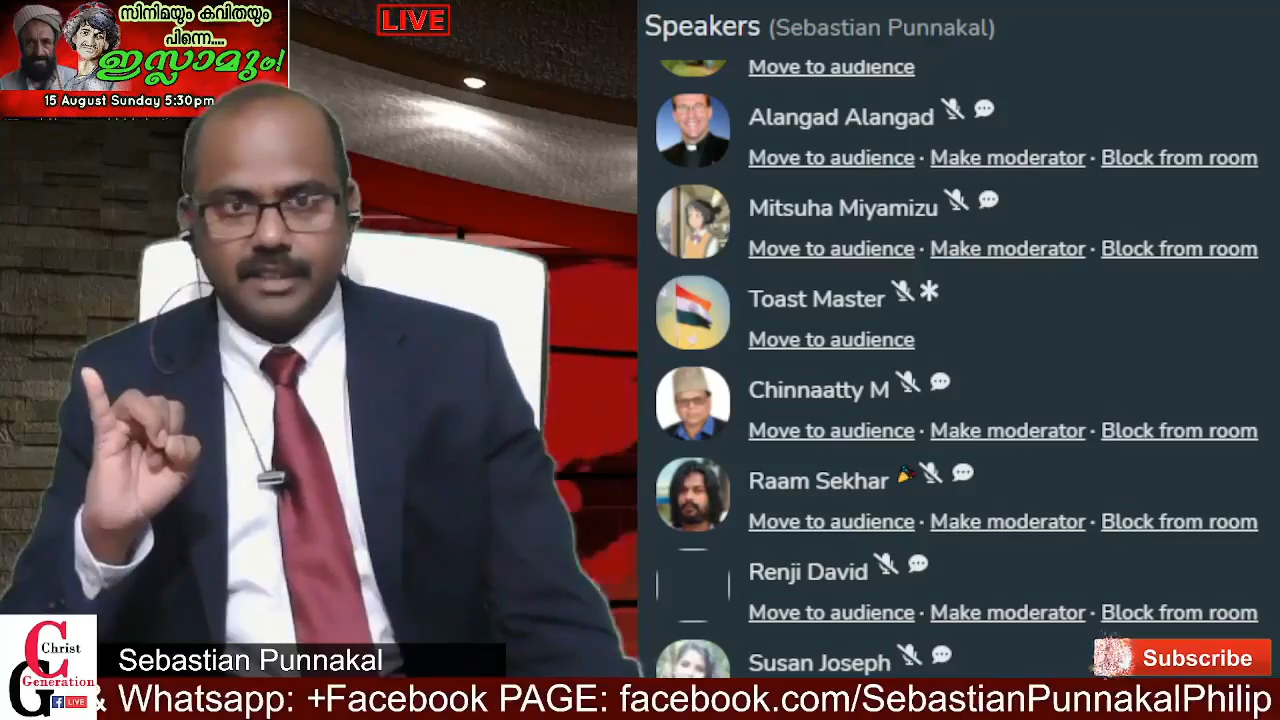 സിനിമയും കവിതയും
പിന്നെ....
ഇസ്ലാമും!
15 August Sunday 5:30pm
LIVE
Speakers (Sebastian Punnakal)
Move to audience
Alangad Alangad
Move to audience · Make moderator · Block from room
Mitsuha Miyamizu
Move to audience · Make moderator · Block from room
Toast Master
Move to audience
Chinnaatty M
Move to audience · Make moderator · Block from room
Raam Sekhar
Move to audience · Make moderator · Block from room
Renji David
Move to audience · Make moderator · Block from room
Susan Joseph
Subscribe
C
Christ
G
Generation
f LIVE
Sebastian Punnakal
& Whatsapp: +Facebook PAGE: facebook.com/SebastianPunnakalPhilip